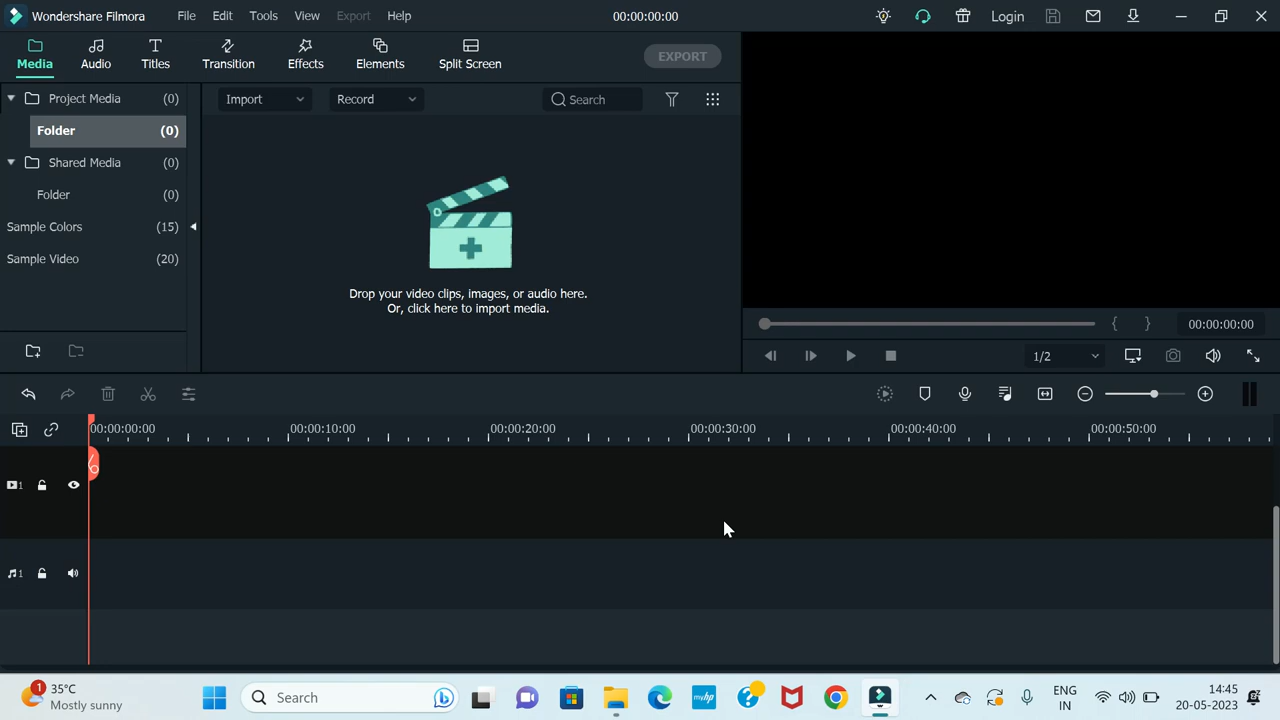 Wondershare Filmora File Edit Tools View Export Help 00:00:00:00 Login
Media Audio Titles Transition Effects Elements Split Screen EXPORT
Project Media (0)
Folder (0)
Shared Media (0)
Folder (0)
Sample Colors (15)
Sample Video (20)
Import Record Search
Drop your video clips, images, or audio here.
Or, click here to import media.
{ } 00:00:00:00
1/2
00:00:00:00 00:00:10:00 00:00:20:00 00:00:30:00 00:00:40:00 00:00:50:00
1
1
1
35°C
Mostly sunny
Search
myhp
ENG
IN
14:45
20-05-2023